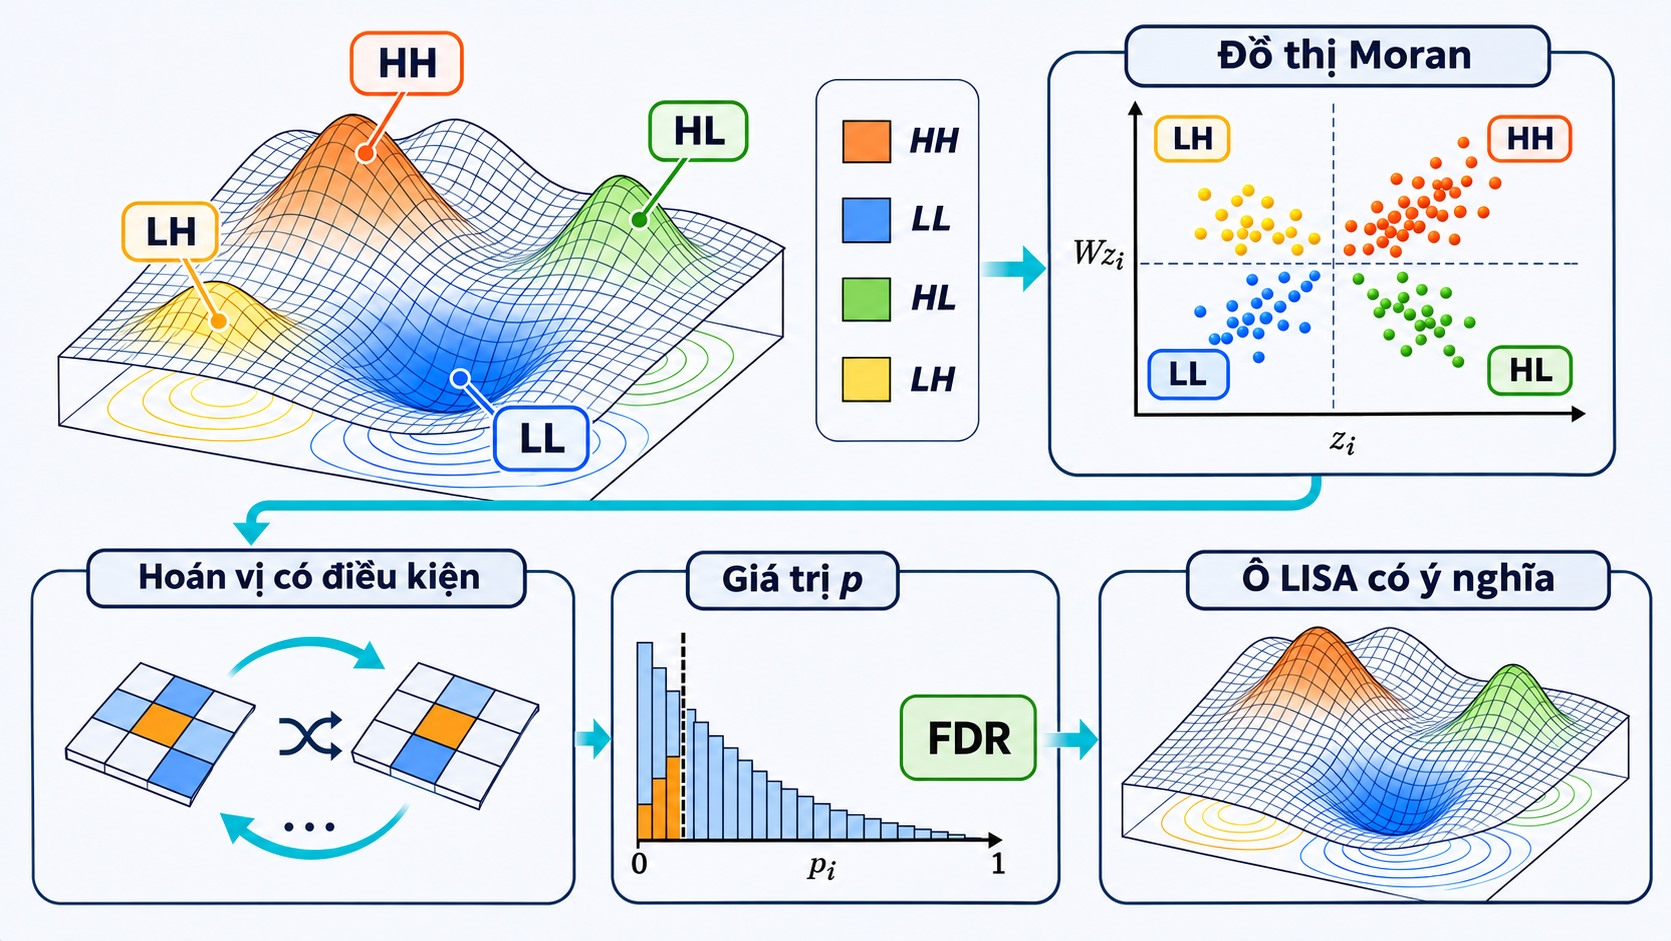 HH
HL
LH
LL
HH
LL
HL
LH
Đồ thị Moran
LH
HH
Wz_i
LL
HL
z_i
Hoán vị có điều kiện
...
Giá trị p
FDR
0
p_i
1
Ô LISA có ý nghĩa